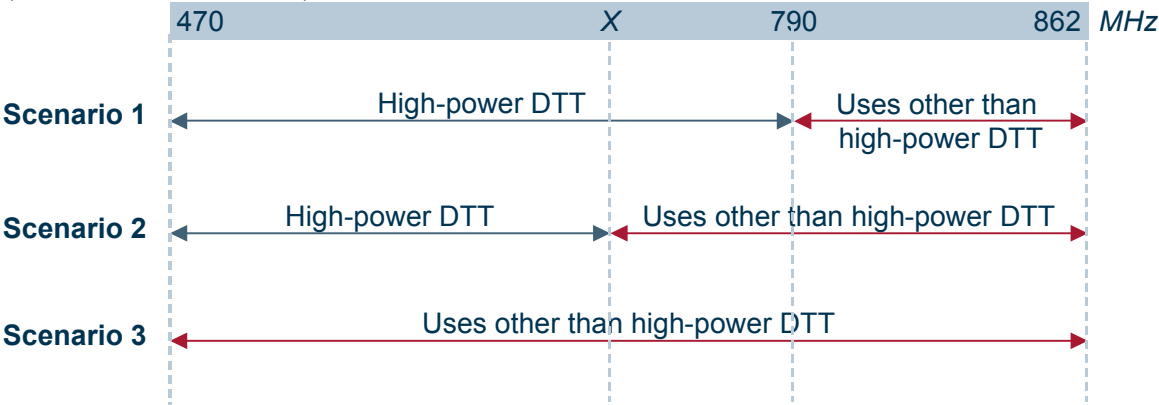 470 X 790 862 MHz
Scenario 1 High-power DTT Uses other than
high-power DTT
Scenario 2 High-power DTT Uses other than high-power DTT
Scenario 3 Uses other than high-power DTT